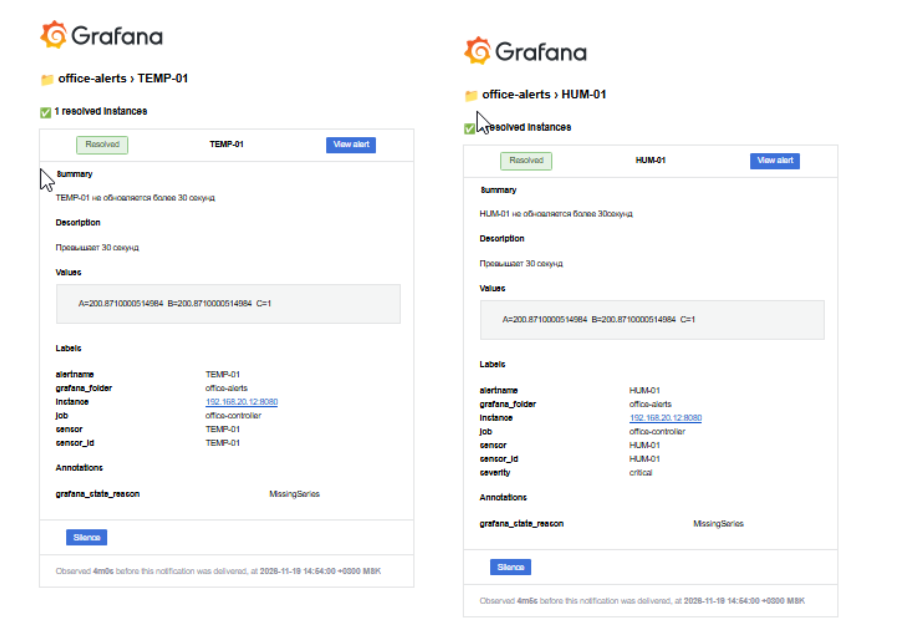 Grafana
office-alerts › TEMP-01
1 resolved instances
Resolved TEMP-01 View alert
Summary
TEMP-01 не обновляется более 30 секунд
Description
Превышает 30 секунд
Values
A=200.8710000514984 B=200.8710000514984 C=1
Labels
alertname TEMP-01
grafana_folder office-alerts
instance 192.168.20.12:8080
job office-controller
sensor TEMP-01
sensor_id TEMP-01
Annotations
grafana_state_reason MissingSeries
Silence
Observed 4m0s before this notification was delivered, at 2026-11-19 14:54:00 +0300 MSK
Grafana
office-alerts › HUM-01
resolved instances
Resolved HUM-01 View alert
Summary
HUM-01 не обновляется более 30секунд
Description
Превышает 30 секунд
Values
A=200.8710000514984 B=200.8710000514984 C=1
Labels
alertname HUM-01
grafana_folder office-alerts
instance 192.168.20.12:8080
job office-controller
sensor HUM-01
sensor_id HUM-01
severity critical
Annotations
grafana_state_reason MissingSeries
Silence
Observed 4m5s before this notification was delivered, at 2026-11-19 14:54:00 +0300 MSK